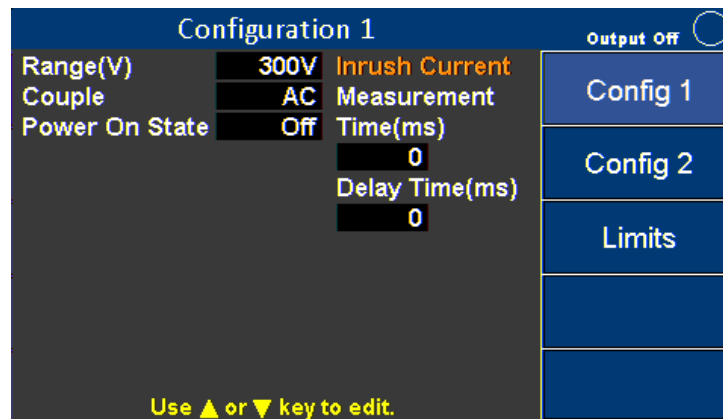 Configuration 1
Output Off
Range(V) 300V
Couple AC
Power On State Off
Inrush Current
Measurement
Time(ms)
0
Delay Time(ms)
0
Config 1
Config 2
Limits
Use ▲ or ▼ key to edit.